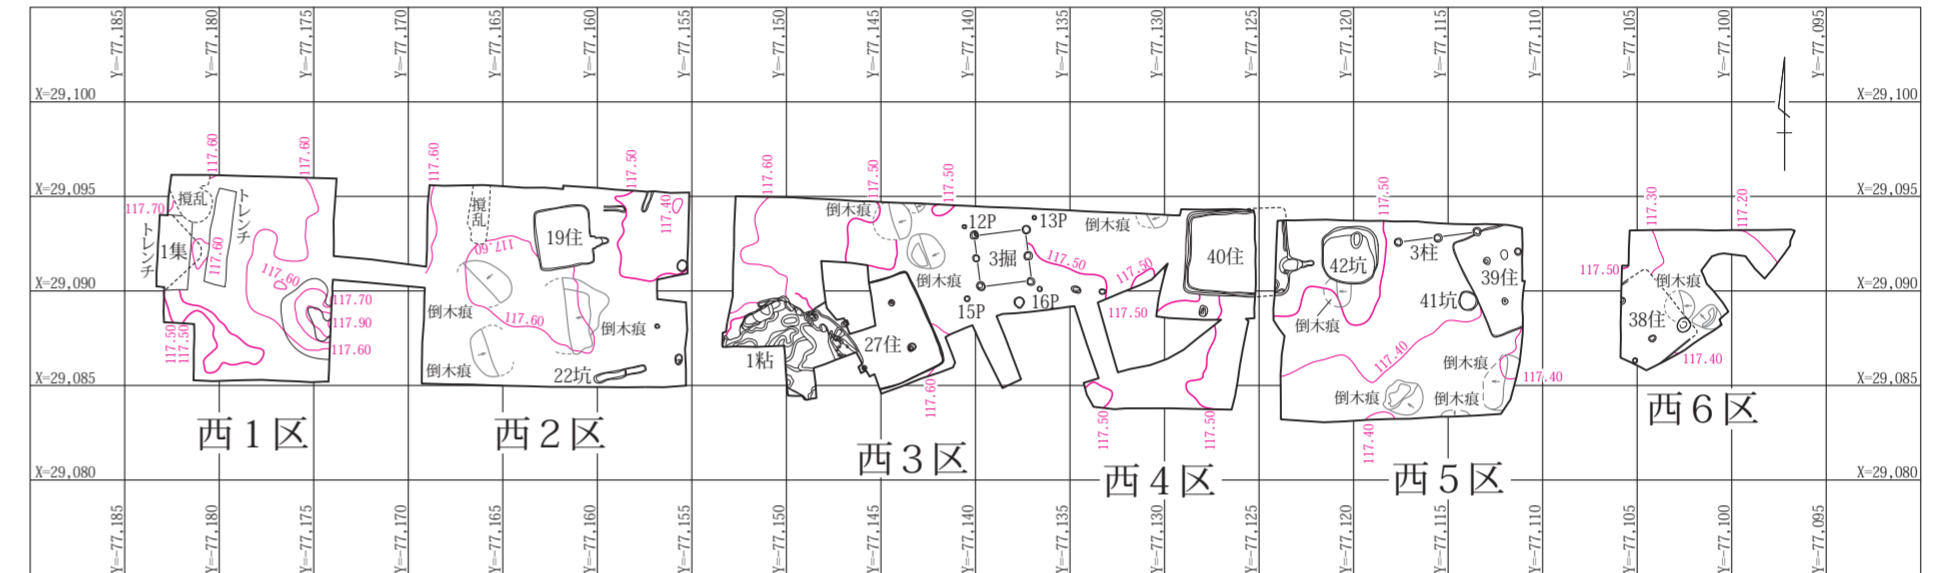 Y=-77,185
Y=-77,180
Y=-77,175
Y=-77,170
Y=-77,165
Y=-77,160
Y=-77,155
Y=-77,150
Y=-77,145
Y=-77,140
Y=-77,135
Y=-77,130
Y=-77,125
Y=-77,120
Y=-77,115
Y=-77,110
Y=-77,105
Y=-77,100
Y=-77,095
X=29,100
X=29,100
X=29,095
X=29,095
X=29,090
X=29,090
X=29,085
X=29,085
X=29,080
X=29,080
117.60
117.60
117.70
撹乱
トレンチ
トレンチ
1集
117.60
117.60
117.70
117.90
117.60
117.50
117.50
西1区
117.60
117.50
撹乱
117.40
19住
117.60
倒木痕
117.60
倒木痕
倒木痕
22坑
西2区
117.60
117.50
117.50
倒木痕
12P
13P
倒木痕
3掘
倒木痕
117.50
117.50
15P
16P
117.50
1粘
27住
117.60
西3区
40住
117.50
117.50
西4区
117.50
3柱
42坑
39住
41坑
倒木痕
117.40
倒木痕
117.40
倒木痕
倒木痕
117.40
西5区
117.30
117.20
117.50
倒木痕
38住
117.40
西6区
Y=-77,185
Y=-77,180
Y=-77,175
Y=-77,170
Y=-77,165
Y=-77,160
Y=-77,155
Y=-77,150
Y=-77,145
Y=-77,140
Y=-77,135
Y=-77,130
Y=-77,125
Y=-77,120
Y=-77,115
Y=-77,110
Y=-77,105
Y=-77,100
Y=-77,095